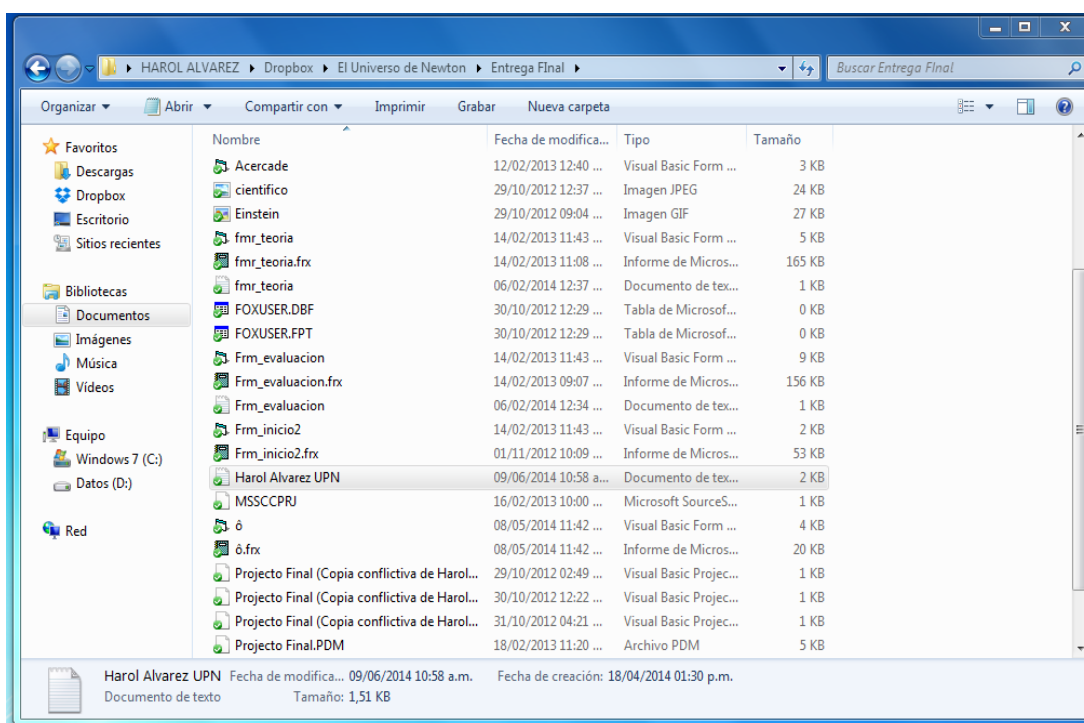 HAROL ALVAREZ ▸ Dropbox ▸ El Universo de Newton ▸ Entrega FInal ▸ Buscar Entrega FInal
Organizar Abrir Compartir con Imprimir Grabar Nueva carpeta
Favoritos
Descargas
Dropbox
Escritorio
Sitios recientes
Bibliotecas
Documentos
Imágenes
Música
Vídeos
Equipo
Windows 7 (C:)
Datos (D:)
Red
Nombre Fecha de modifica... Tipo Tamaño
Acercade 12/02/2013 12:40 ... Visual Basic Form ... 3 KB
cientifico 29/10/2012 12:37 ... Imagen JPEG 24 KB
Einstein 29/10/2012 09:04 ... Imagen GIF 27 KB
fmr_teoria 14/02/2013 11:43 ... Visual Basic Form ... 5 KB
fmr_teoria.frx 14/02/2013 11:08 ... Informe de Micros... 165 KB
fmr_teoria 06/02/2014 12:37 ... Documento de tex... 1 KB
FOXUSER.DBF 30/10/2012 12:29 ... Tabla de Microsof... 0 KB
FOXUSER.FPT 30/10/2012 12:29 ... Tabla de Microsof... 0 KB
Frm_evaluacion 14/02/2013 11:43 ... Visual Basic Form ... 9 KB
Frm_evaluacion.frx 14/02/2013 09:07 ... Informe de Micros... 156 KB
Frm_evaluacion 06/02/2014 12:34 ... Documento de tex... 1 KB
Frm_inicio2 14/02/2013 11:43 ... Visual Basic Form ... 2 KB
Frm_inicio2.frx 01/11/2012 10:09 ... Informe de Micros... 53 KB
Harol Alvarez UPN 09/06/2014 10:58 a... Documento de tex... 2 KB
MSSCCPRJ 16/02/2013 10:00 ... Microsoft SourceS... 1 KB
ô 08/05/2014 11:42 ... Visual Basic Form ... 4 KB
ô.frx 08/05/2014 11:42 ... Informe de Micros... 20 KB
Projecto Final (Copia conflictiva de Harol... 29/10/2012 02:49 ... Visual Basic Projec... 1 KB
Projecto Final (Copia conflictiva de Harol... 30/10/2012 12:22 ... Visual Basic Projec... 1 KB
Projecto Final (Copia conflictiva de Harol... 31/10/2012 04:21 ... Visual Basic Projec... 1 KB
Projecto Final.PDM 18/02/2013 11:20 ... Archivo PDM 5 KB
Harol Alvarez UPN Fecha de modifica... 09/06/2014 10:58 a.m. Fecha de creación: 18/04/2014 01:30 p.m.
Documento de texto Tamaño: 1,51 KB